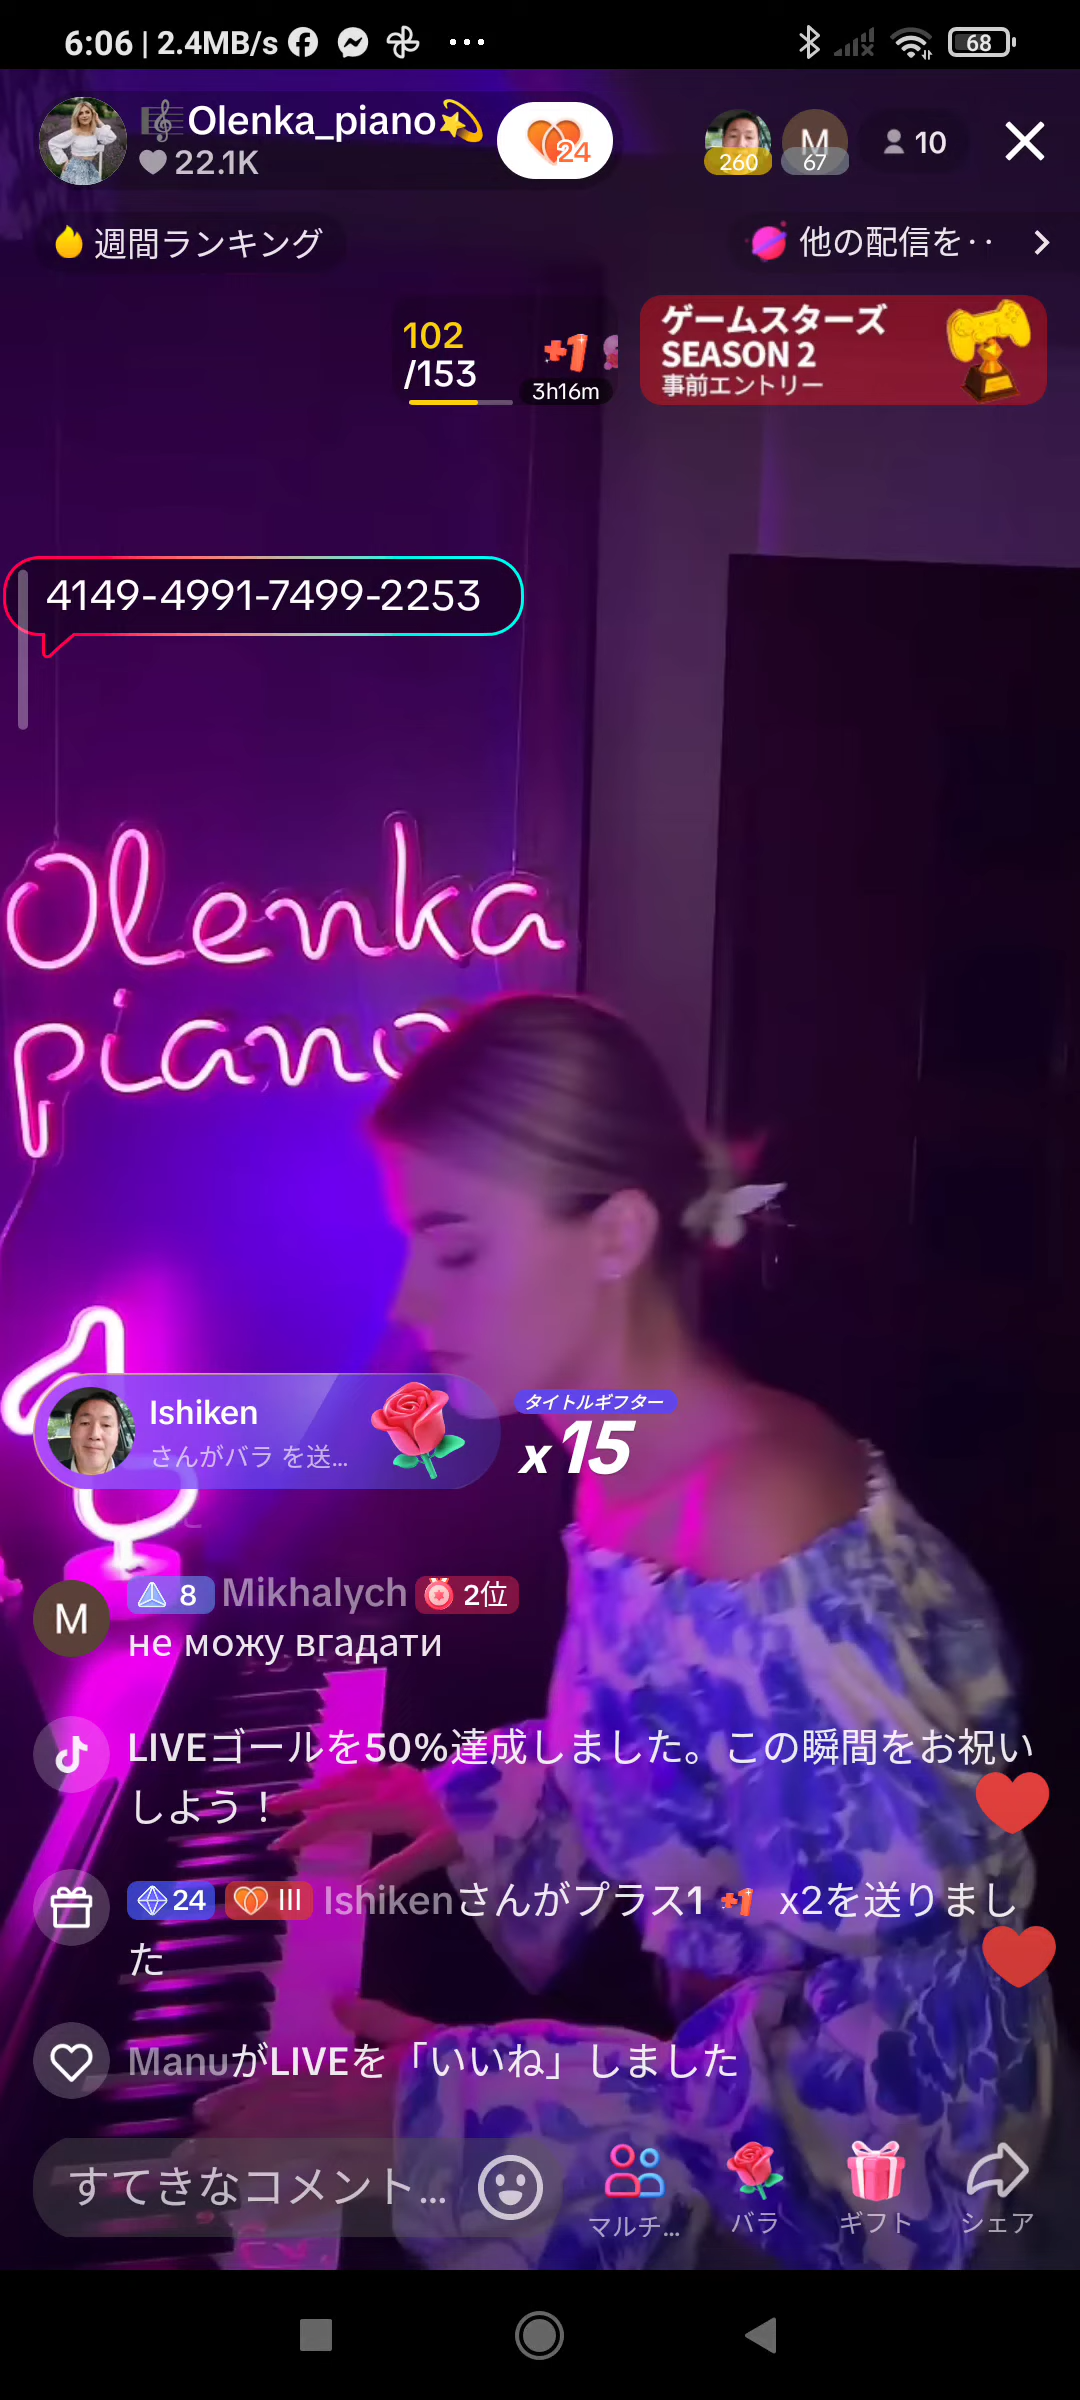 6:06 | 2.4MB/s
68
Olenka_piano
22.1K
24
260
M
67
10
週間ランキング
他の配信を··
102
/153
+1
3h16m
ゲームスターズ
SEASON 2
事前エントリー
4149-4991-7499-2253
Olenka
piano
Ishiken
さんがバラ を送...
タイトルギフター
x15
M
8 Mikhalych 2位
не можу вгадати
LIVEゴールを50%達成しました。この瞬間をお祝い
しよう！
24 III Ishikenさんがプラス1 +1 x2を送りまし
た
ManuがLIVEを「いいね」しました
すてきなコメント...
マルチ...
バラ
ギフト
シェア